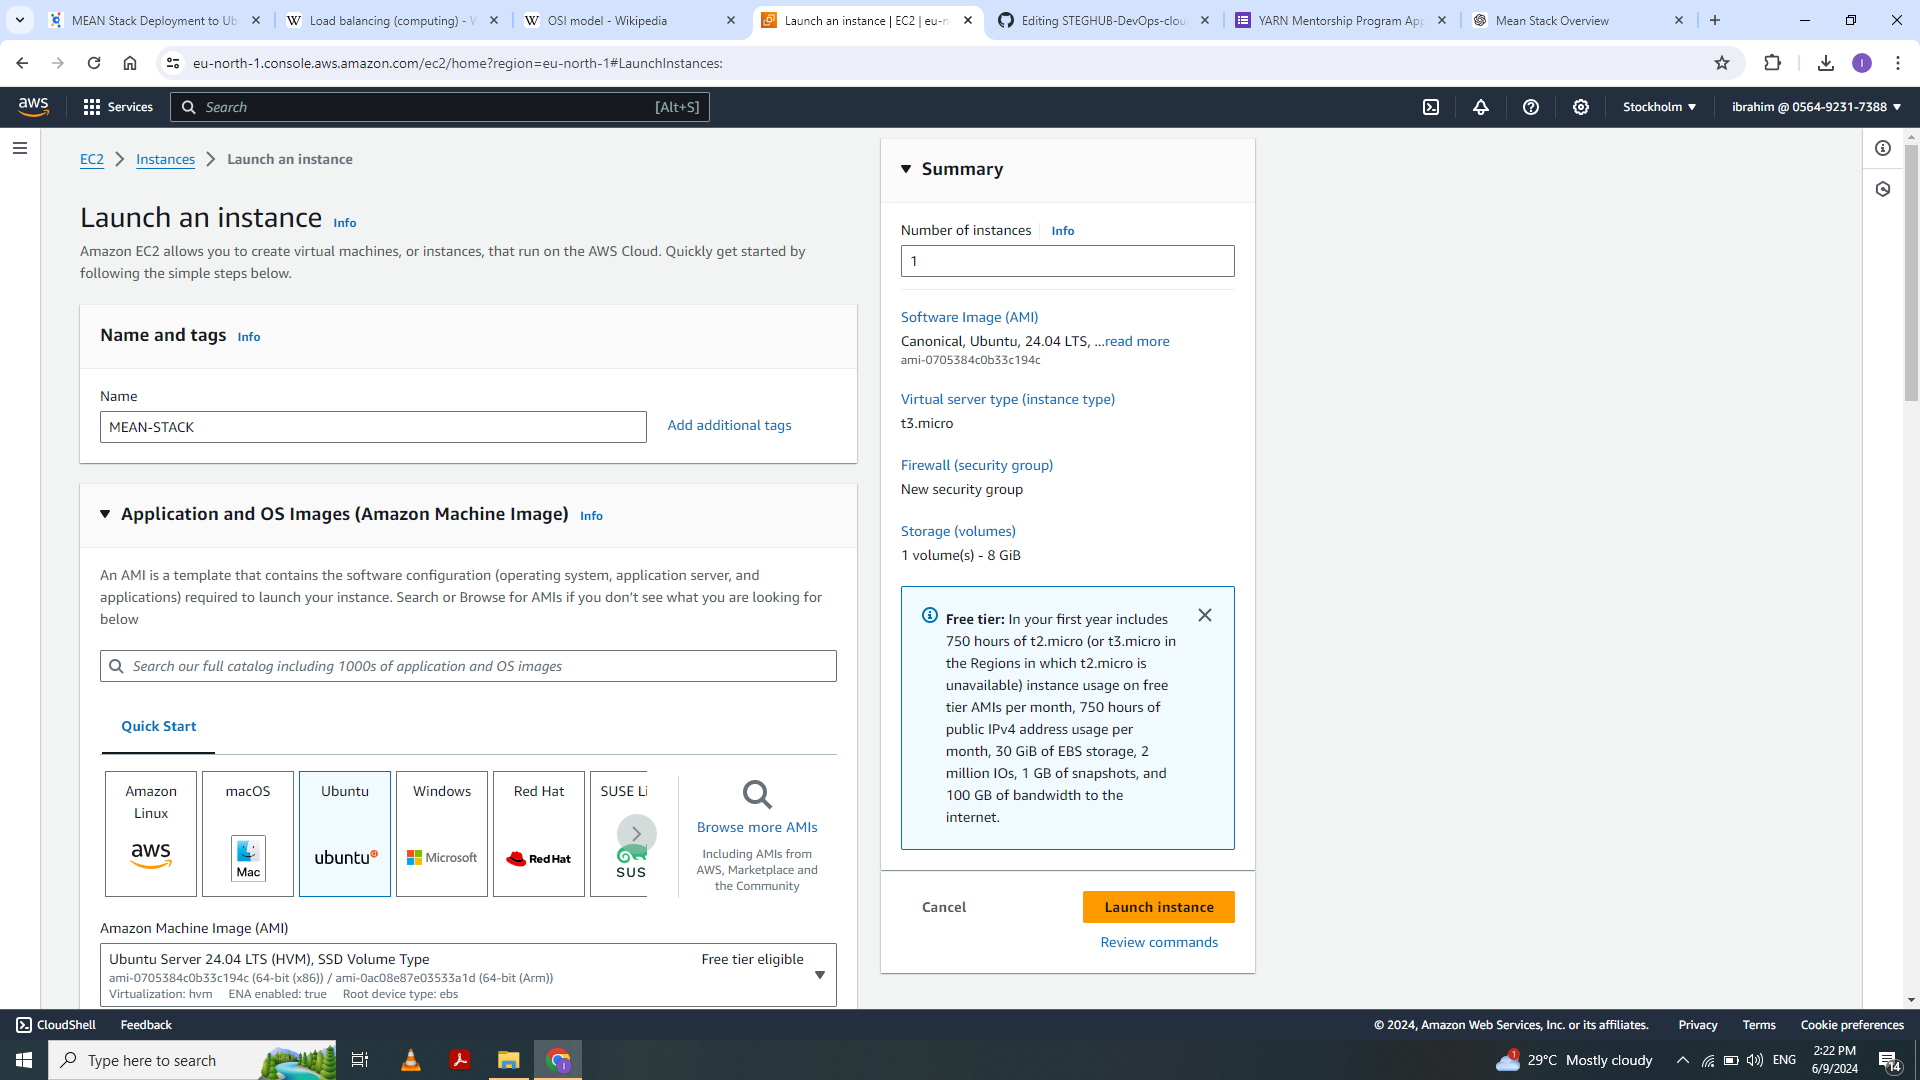 MEAN Stack Deployment to Ub
Load balancing (computing) - W
OSI model - Wikipedia
Launch an instance | EC2 | eu-n
Editing STEGHUB-DevOps-clou
YARN Mentorship Program App
Mean Stack Overview
eu-north-1.console.aws.amazon.com/ec2/home?region=eu-north-1#LaunchInstances:
I
aws
Services
Search
[Alt+S]
Stockholm
ibrahim @ 0564-9231-7388
EC2
Instances
Launch an instance
Launch an instance
Info
Amazon EC2 allows you to create virtual machines, or instances, that run on the AWS Cloud. Quickly get started by
following the simple steps below.
Name and tags
Info
Name
MEAN-STACK
Add additional tags
Application and OS Images (Amazon Machine Image)
Info
An AMI is a template that contains the software configuration (operating system, application server, and
applications) required to launch your instance. Search or Browse for AMIs if you don't see what you are looking for
below
Search our full catalog including 1000s of application and OS images
Quick Start
Amazon
Linux
aws
macOS
Mac
Ubuntu
ubuntu
Windows
Microsoft
Red Hat
Red Hat
SUSE Li
SUS
Browse more AMIs
Including AMIs from
AWS, Marketplace and
the Community
Amazon Machine Image (AMI)
Ubuntu Server 24.04 LTS (HVM), SSD Volume Type
Free tier eligible
ami-0705384c0b33c194c (64-bit (x86)) / ami-0ac08e87e03533a1d (64-bit (Arm))
Virtualization: hvm
ENA enabled: true
Root device type: ebs
Summary
Number of instances
Info
1
Software Image (AMI)
Canonical, Ubuntu, 24.04 LTS, ...read more
ami-0705384c0b33c194c
Virtual server type (instance type)
t3.micro
Firewall (security group)
New security group
Storage (volumes)
1 volume(s) - 8 GiB
Free tier: In your first year includes
750 hours of t2.micro (or t3.micro in
the Regions in which t2.micro is
unavailable) instance usage on free
tier AMIs per month, 750 hours of
public IPv4 address usage per
month, 30 GiB of EBS storage, 2
million IOs, 1 GB of snapshots, and
100 GB of bandwidth to the
internet.
Cancel
Launch instance
Review commands
CloudShell
Feedback
© 2024, Amazon Web Services, Inc. or its affiliates.
Privacy
Terms
Cookie preferences
Type here to search
1
29°C
Mostly cloudy
ENG
2:22 PM
6/9/2024
14